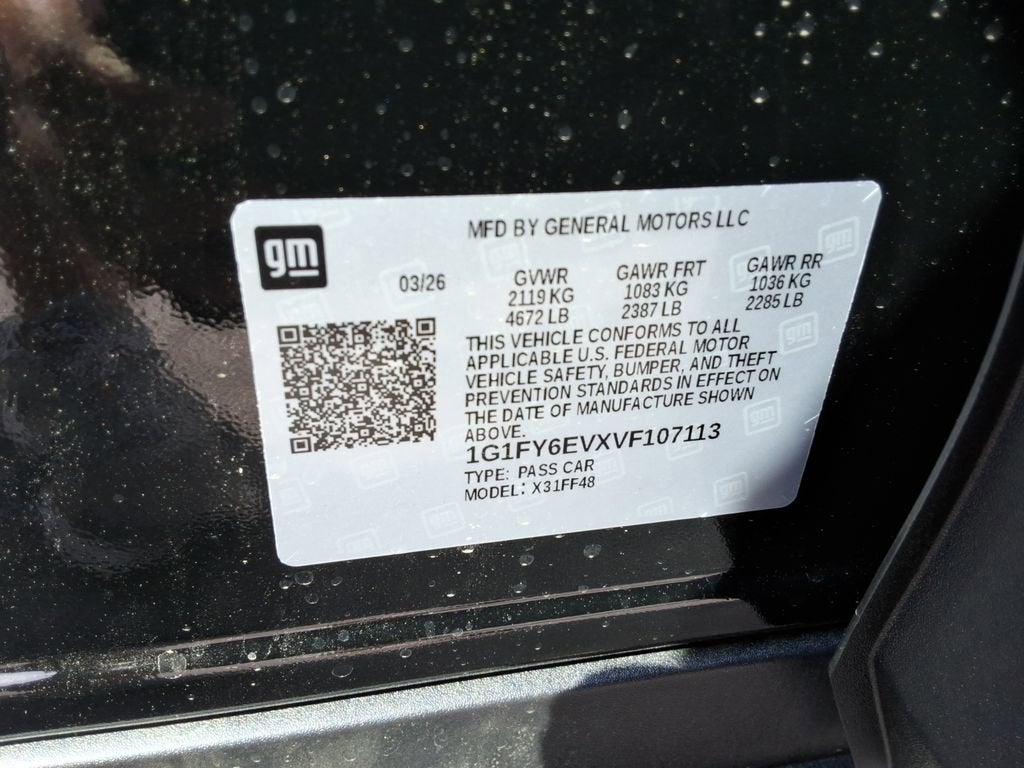 gm
MFD BY GENERAL MOTORS LLC
03/26
GVWR
2119 KG
4672 LB
GAWR FRT
1083 KG
2387 LB
GAWR RR
1036 KG
2285 LB
THIS VEHICLE CONFORMS TO ALL
APPLICABLE U.S. FEDERAL MOTOR
VEHICLE SAFETY, BUMPER, AND THEFT
PREVENTION STANDARDS IN EFFECT ON
THE DATE OF MANUFACTURE SHOWN
ABOVE.
1G1FY6EVXVF107113
TYPE: PASS CAR
MODEL: X31FF48